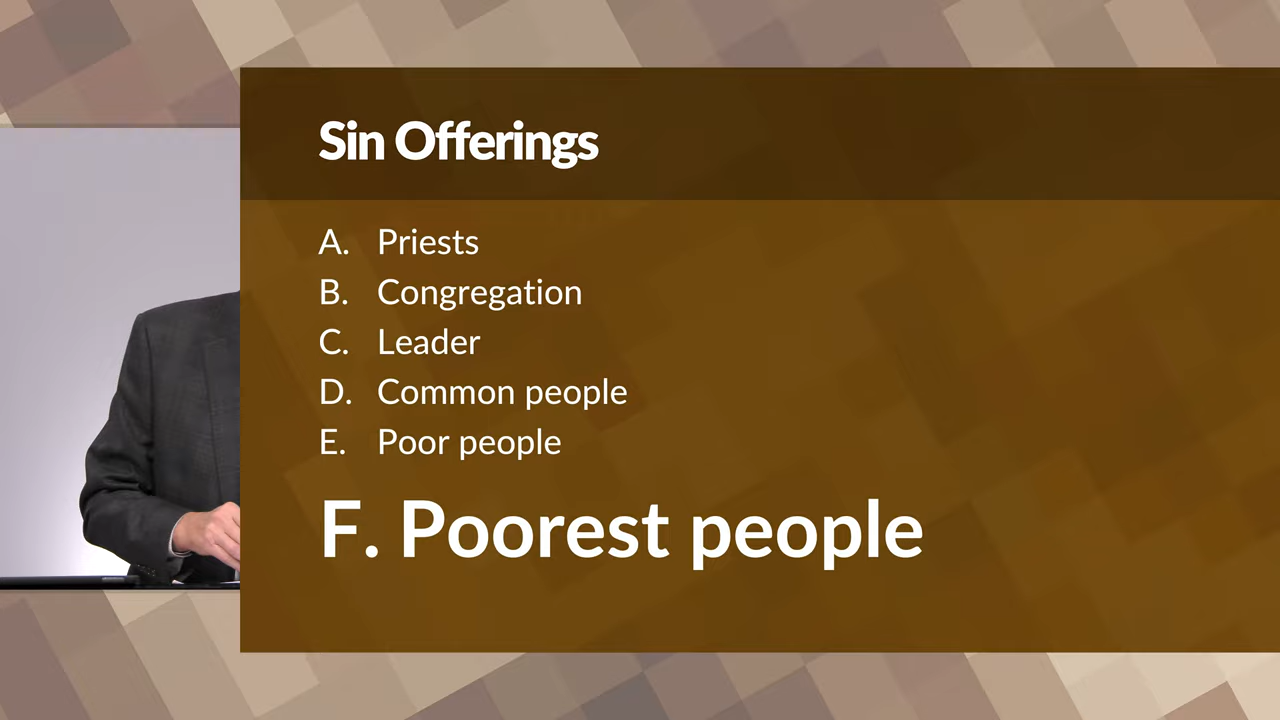 Sin Offerings
A. Priests
B. Congregation
C. Leader
D. Common people
E. Poor people
F. Poorest people